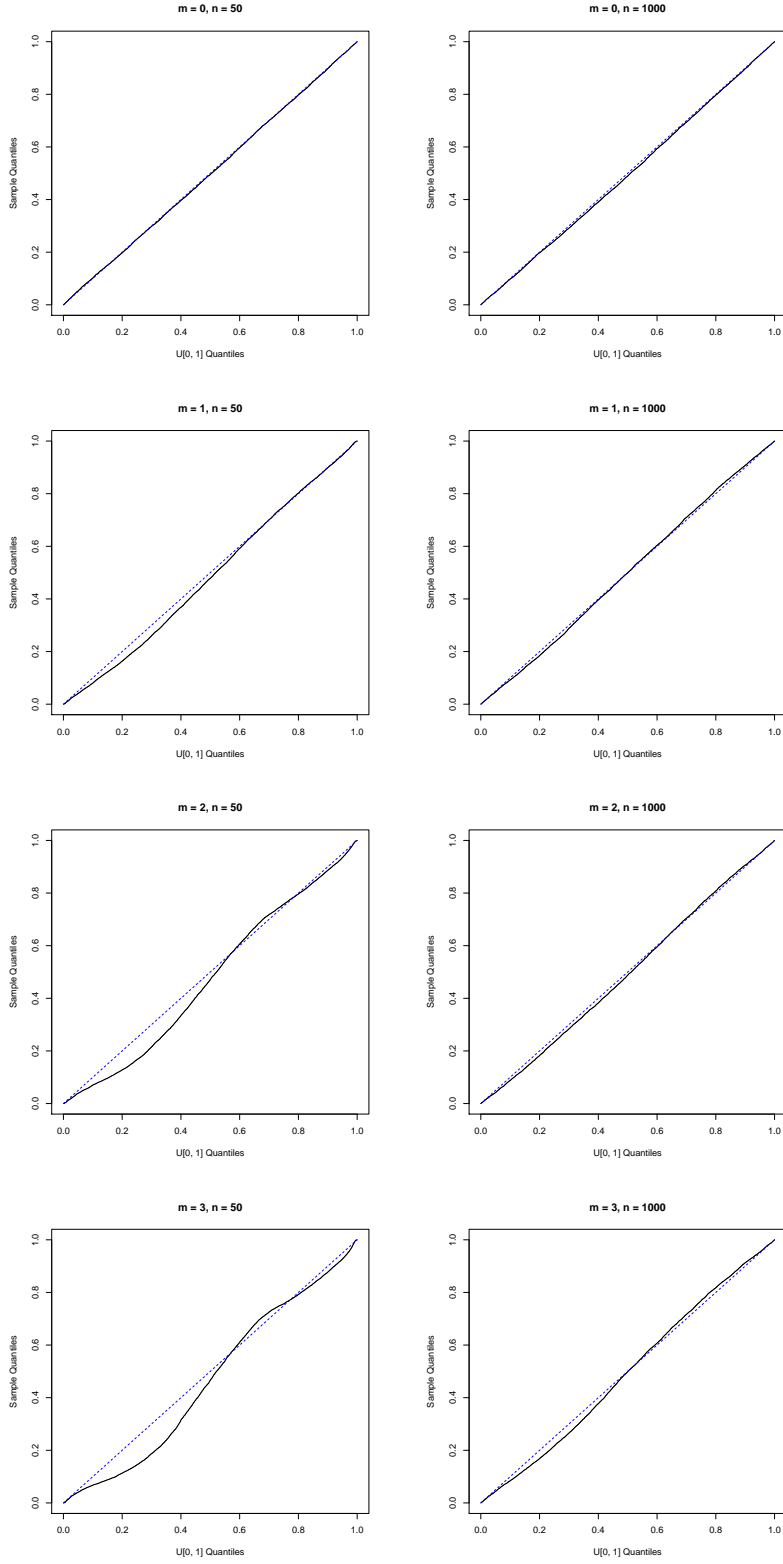 m = 0, n = 50
Sample Quantiles
1.0
0.8
0.6
0.4
0.2
0.0
0.0 0.2 0.4 0.6 0.8 1.0
U[0, 1] Quantiles
m = 0, n = 1000
Sample Quantiles
1.0
0.8
0.6
0.4
0.2
0.0
0.0 0.2 0.4 0.6 0.8 1.0
U[0, 1] Quantiles
m = 1, n = 50
Sample Quantiles
1.0
0.8
0.6
0.4
0.2
0.0
0.0 0.2 0.4 0.6 0.8 1.0
U[0, 1] Quantiles
m = 1, n = 1000
Sample Quantiles
1.0
0.8
0.6
0.4
0.2
0.0
0.0 0.2 0.4 0.6 0.8 1.0
U[0, 1] Quantiles
m = 2, n = 50
Sample Quantiles
1.0
0.8
0.6
0.4
0.2
0.0
0.0 0.2 0.4 0.6 0.8 1.0
U[0, 1] Quantiles
m = 2, n = 1000
Sample Quantiles
1.0
0.8
0.6
0.4
0.2
0.0
0.0 0.2 0.4 0.6 0.8 1.0
U[0, 1] Quantiles
m = 3, n = 50
Sample Quantiles
1.0
0.8
0.6
0.4
0.2
0.0
0.0 0.2 0.4 0.6 0.8 1.0
U[0, 1] Quantiles
m = 3, n = 1000
Sample Quantiles
1.0
0.8
0.6
0.4
0.2
0.0
0.0 0.2 0.4 0.6 0.8 1.0
U[0, 1] Quantiles